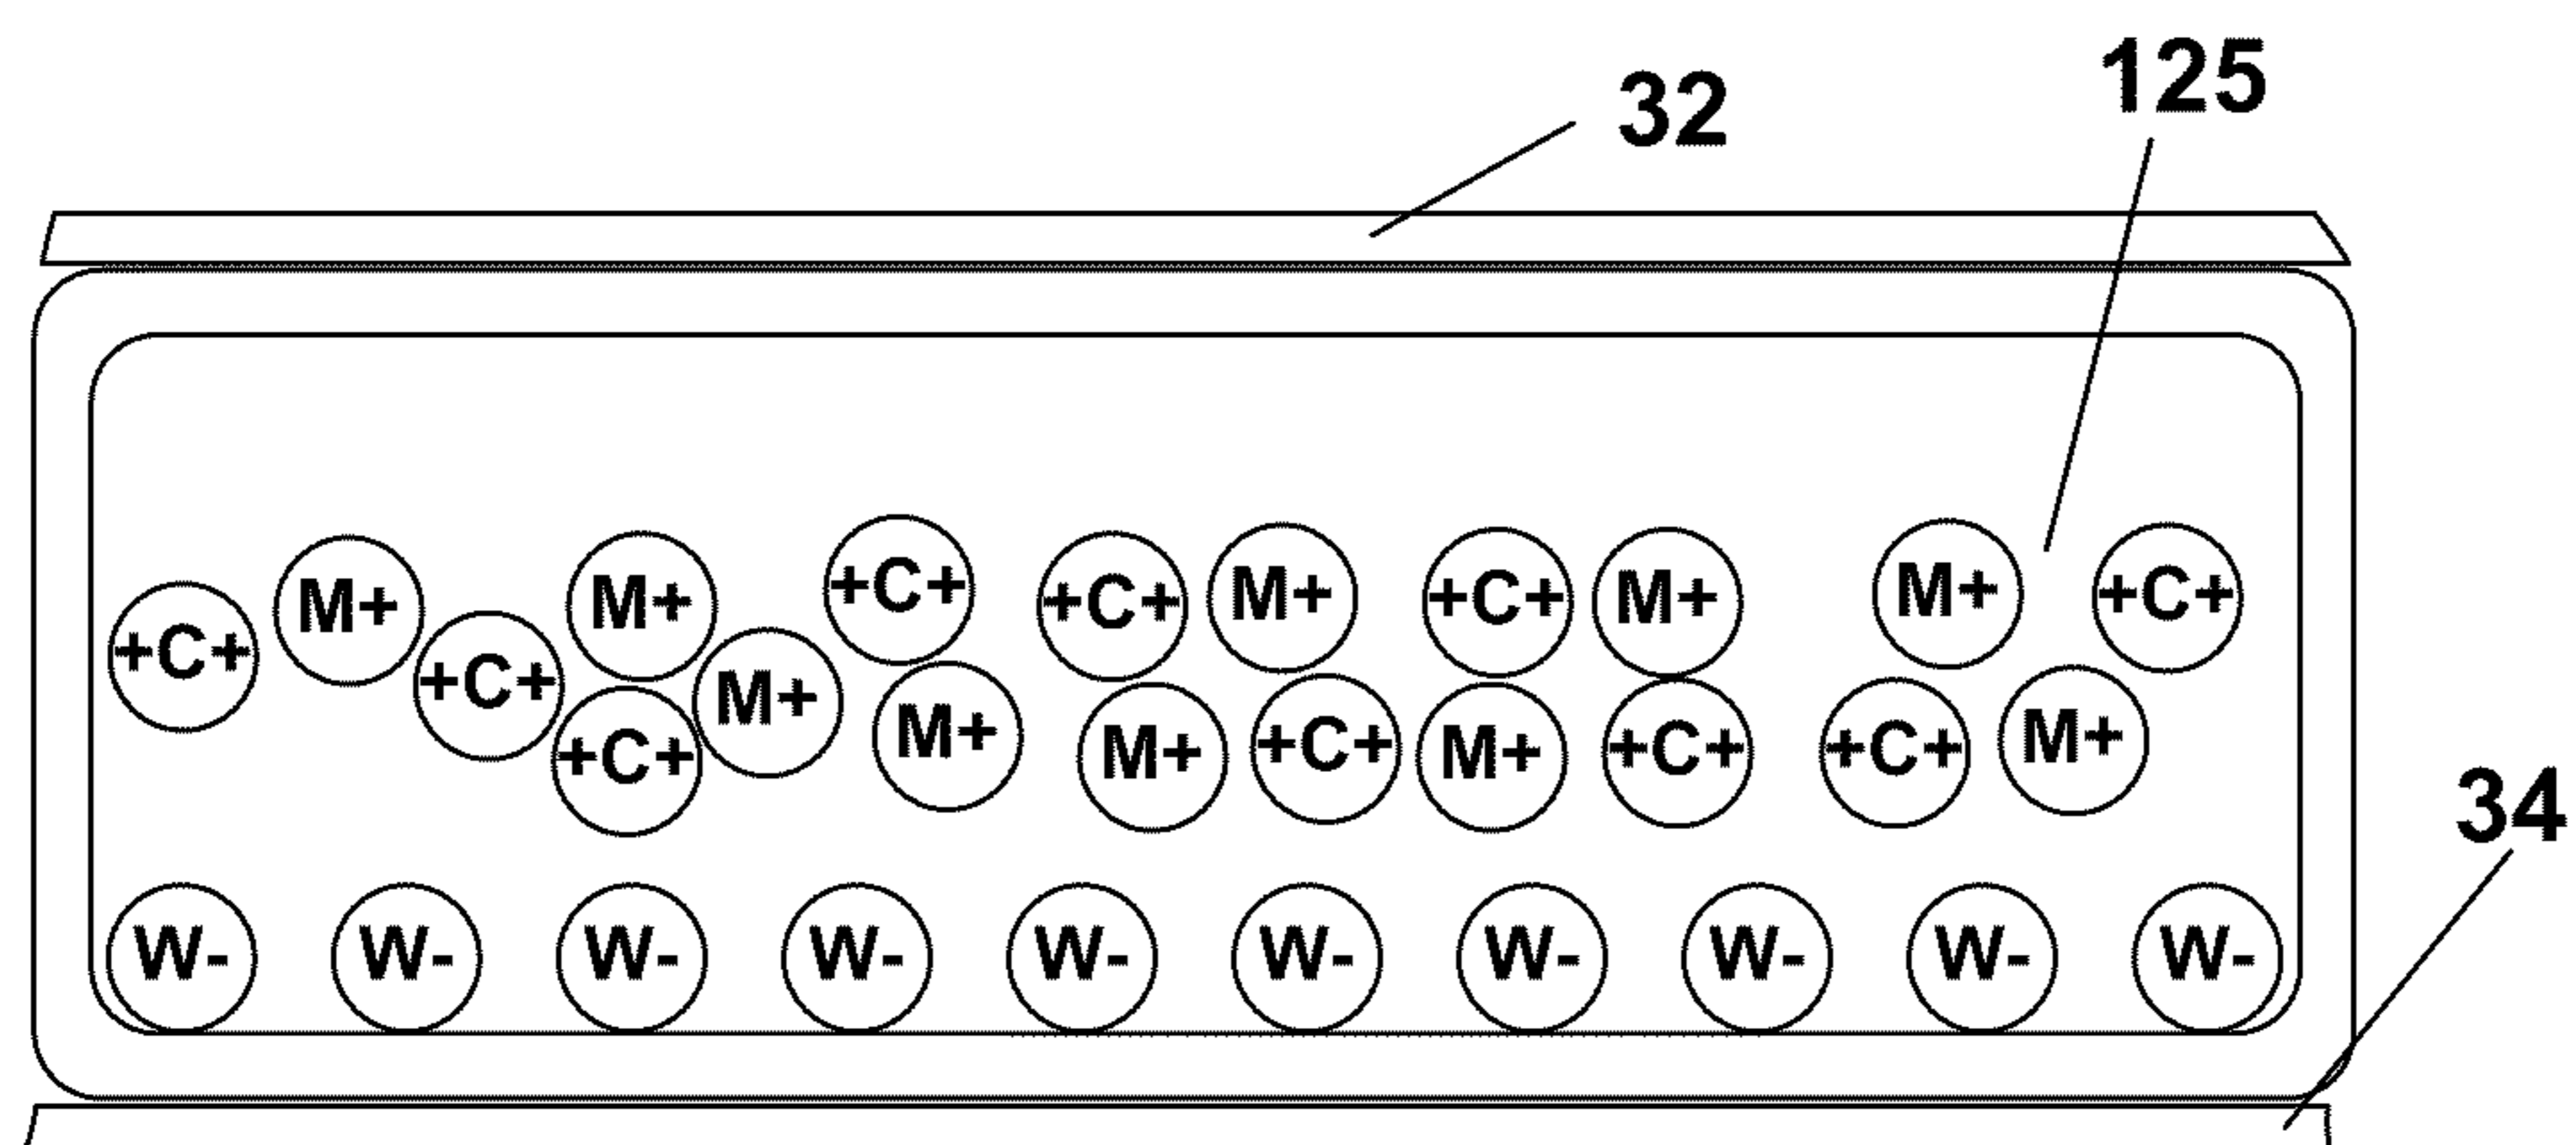 125
32
M+ +C+ +C+ M+ +C+ M+ M+ +C+
+C+ M+ +C+ M+ M+ +C+ M+ +C+ +C+ M+
+C+ M+
34
W- W- W- W- W- W- W- W- W- W-